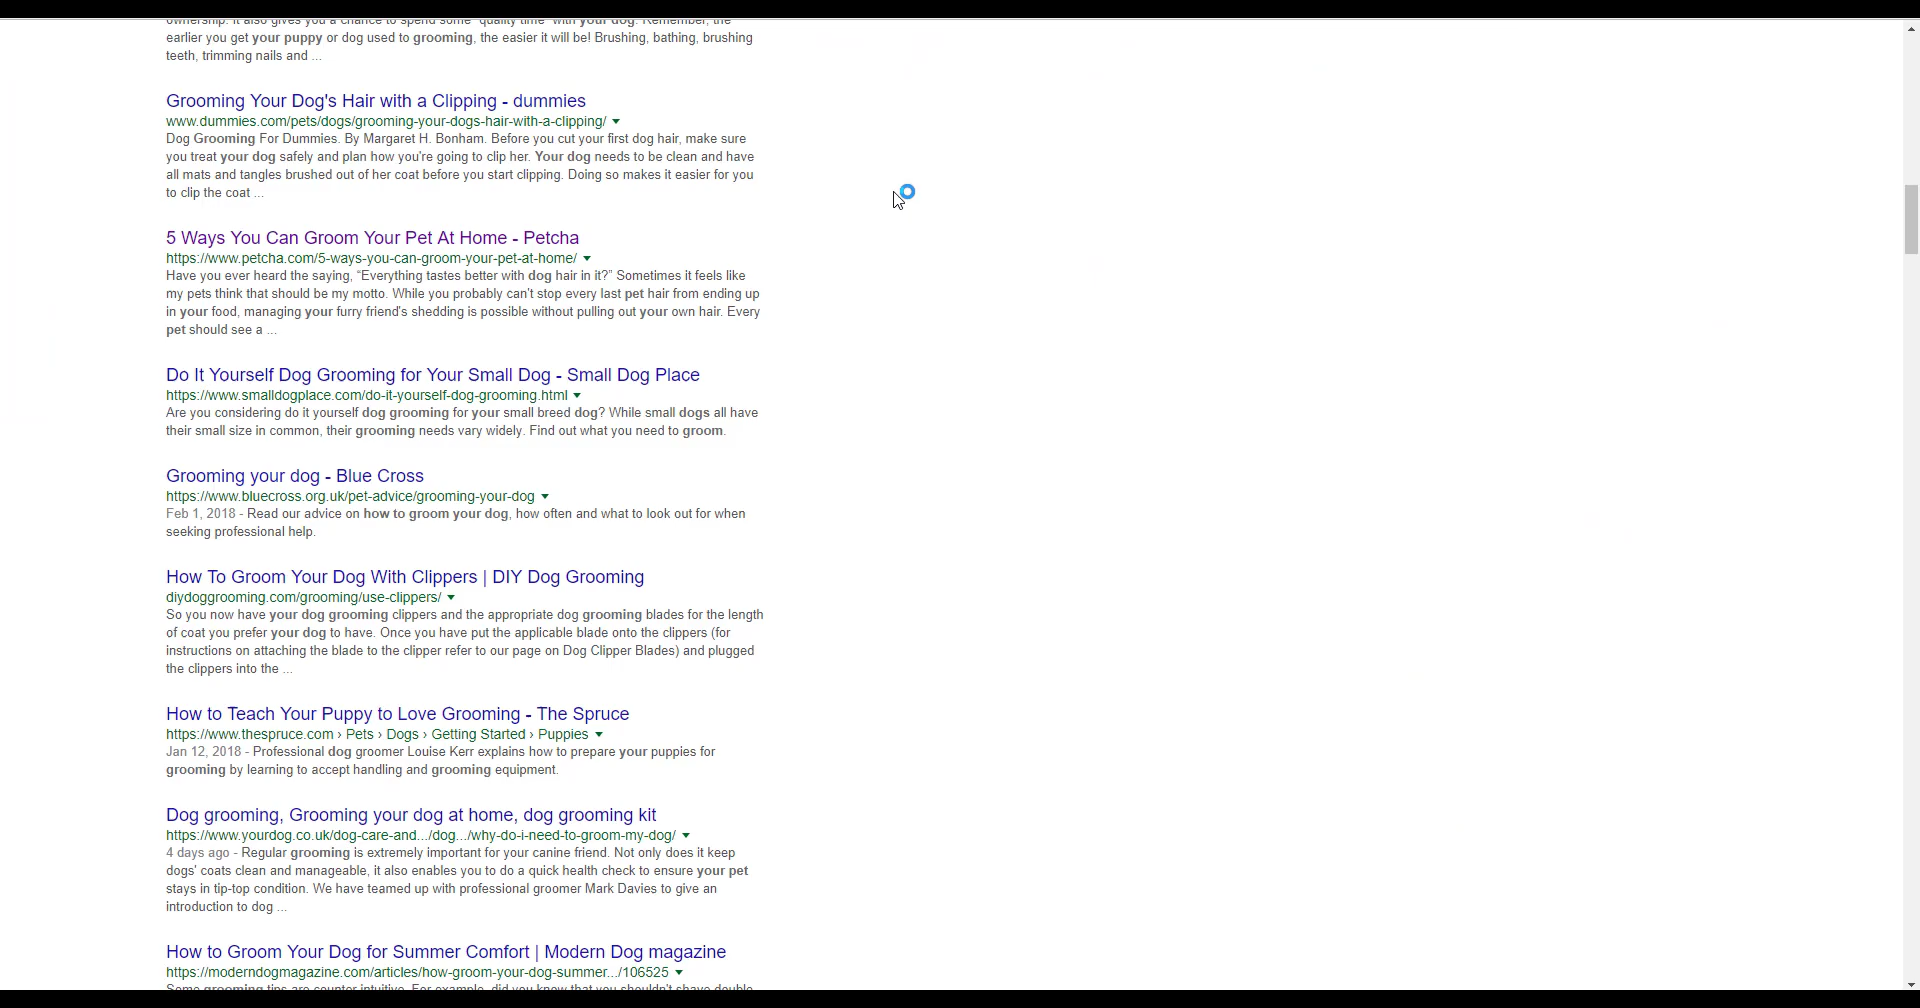 ownership. It also gives you a chance to spend some "quality time" with your dog. Remember, the
earlier you get your puppy or dog used to grooming, the easier it will be! Brushing, bathing, brushing
teeth, trimming nails and ...
Grooming Your Dog's Hair with a Clipping - dummies
www.dummies.com/pets/dogs/grooming-your-dogs-hair-with-a-clipping/
Dog Grooming For Dummies. By Margaret H. Bonham. Before you cut your first dog hair, make sure
you treat your dog safely and plan how you're going to clip her. Your dog needs to be clean and have
all mats and tangles brushed out of her coat before you start clipping. Doing so makes it easier for you
to clip the coat ...
5 Ways You Can Groom Your Pet At Home - Petcha
https://www.petcha.com/5-ways-you-can-groom-your-pet-at-home/
Have you ever heard the saying, “Everything tastes better with dog hair in it?” Sometimes it feels like
my pets think that should be my motto. While you probably can't stop every last pet hair from ending up
in your food, managing your furry friend's shedding is possible without pulling out your own hair. Every
pet should see a ...
Do It Yourself Dog Grooming for Your Small Dog - Small Dog Place
https://www.smalldogplace.com/do-it-yourself-dog-grooming.html
Are you considering do it yourself dog grooming for your small breed dog? While small dogs all have
their small size in common, their grooming needs vary widely. Find out what you need to groom.
Grooming your dog - Blue Cross
https://www.bluecross.org.uk/pet-advice/grooming-your-dog
Feb 1, 2018 - Read our advice on how to groom your dog, how often and what to look out for when
seeking professional help.
How To Groom Your Dog With Clippers | DIY Dog Grooming
diydoggrooming.com/grooming/use-clippers/
So you now have your dog grooming clippers and the appropriate dog grooming blades for the length
of coat you prefer your dog to have. Once you have put the applicable blade onto the clippers (for
instructions on attaching the blade to the clipper refer to our page on Dog Clipper Blades) and plugged
the clippers into the ...
How to Teach Your Puppy to Love Grooming - The Spruce
https://www.thespruce.com › Pets › Dogs › Getting Started › Puppies
Jan 12, 2018 - Professional dog groomer Louise Kerr explains how to prepare your puppies for
grooming by learning to accept handling and grooming equipment.
Dog grooming, Grooming your dog at home, dog grooming kit
https://www.yourdog.co.uk/dog-care-and.../dog.../why-do-i-need-to-groom-my-dog/
4 days ago - Regular grooming is extremely important for your canine friend. Not only does it keep
dogs' coats clean and manageable, it also enables you to do a quick health check to ensure your pet
stays in tip-top condition. We have teamed up with professional groomer Mark Davies to give an
introduction to dog ...
How to Groom Your Dog for Summer Comfort | Modern Dog magazine
https://moderndogmagazine.com/articles/how-groom-your-dog-summer.../106525
Some grooming tips are counter intuitive. For example, did you know that you shouldn't shave double